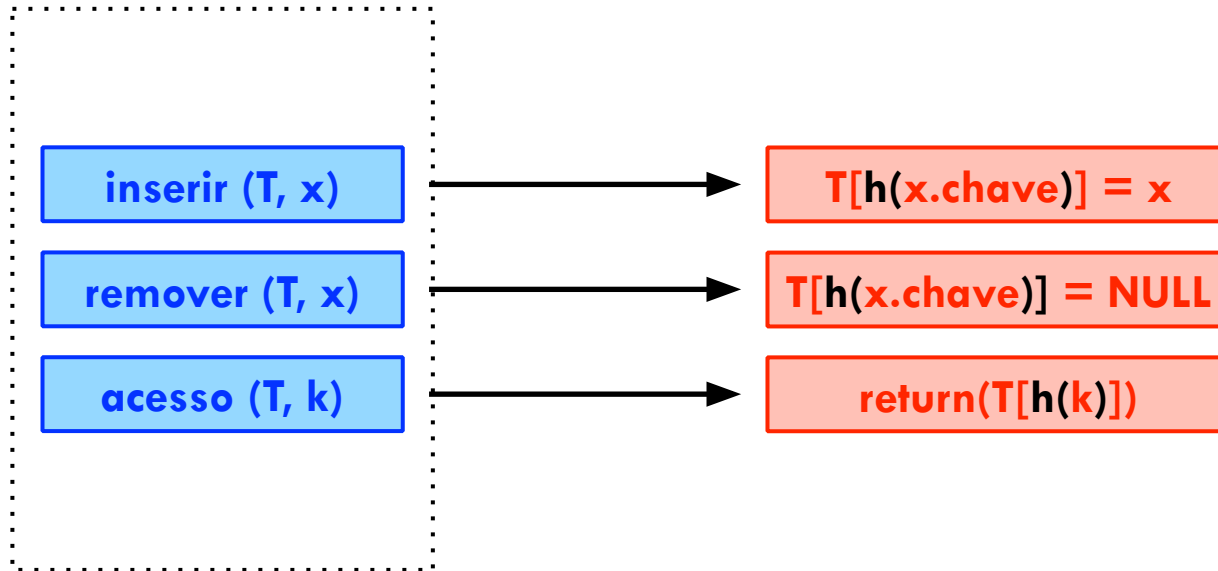 inserir (T, x)
T[h(x.chave)] = x
remover (T, x)
T[h(x.chave)] = NULL
acesso (T, k)
return(T[h(k)])